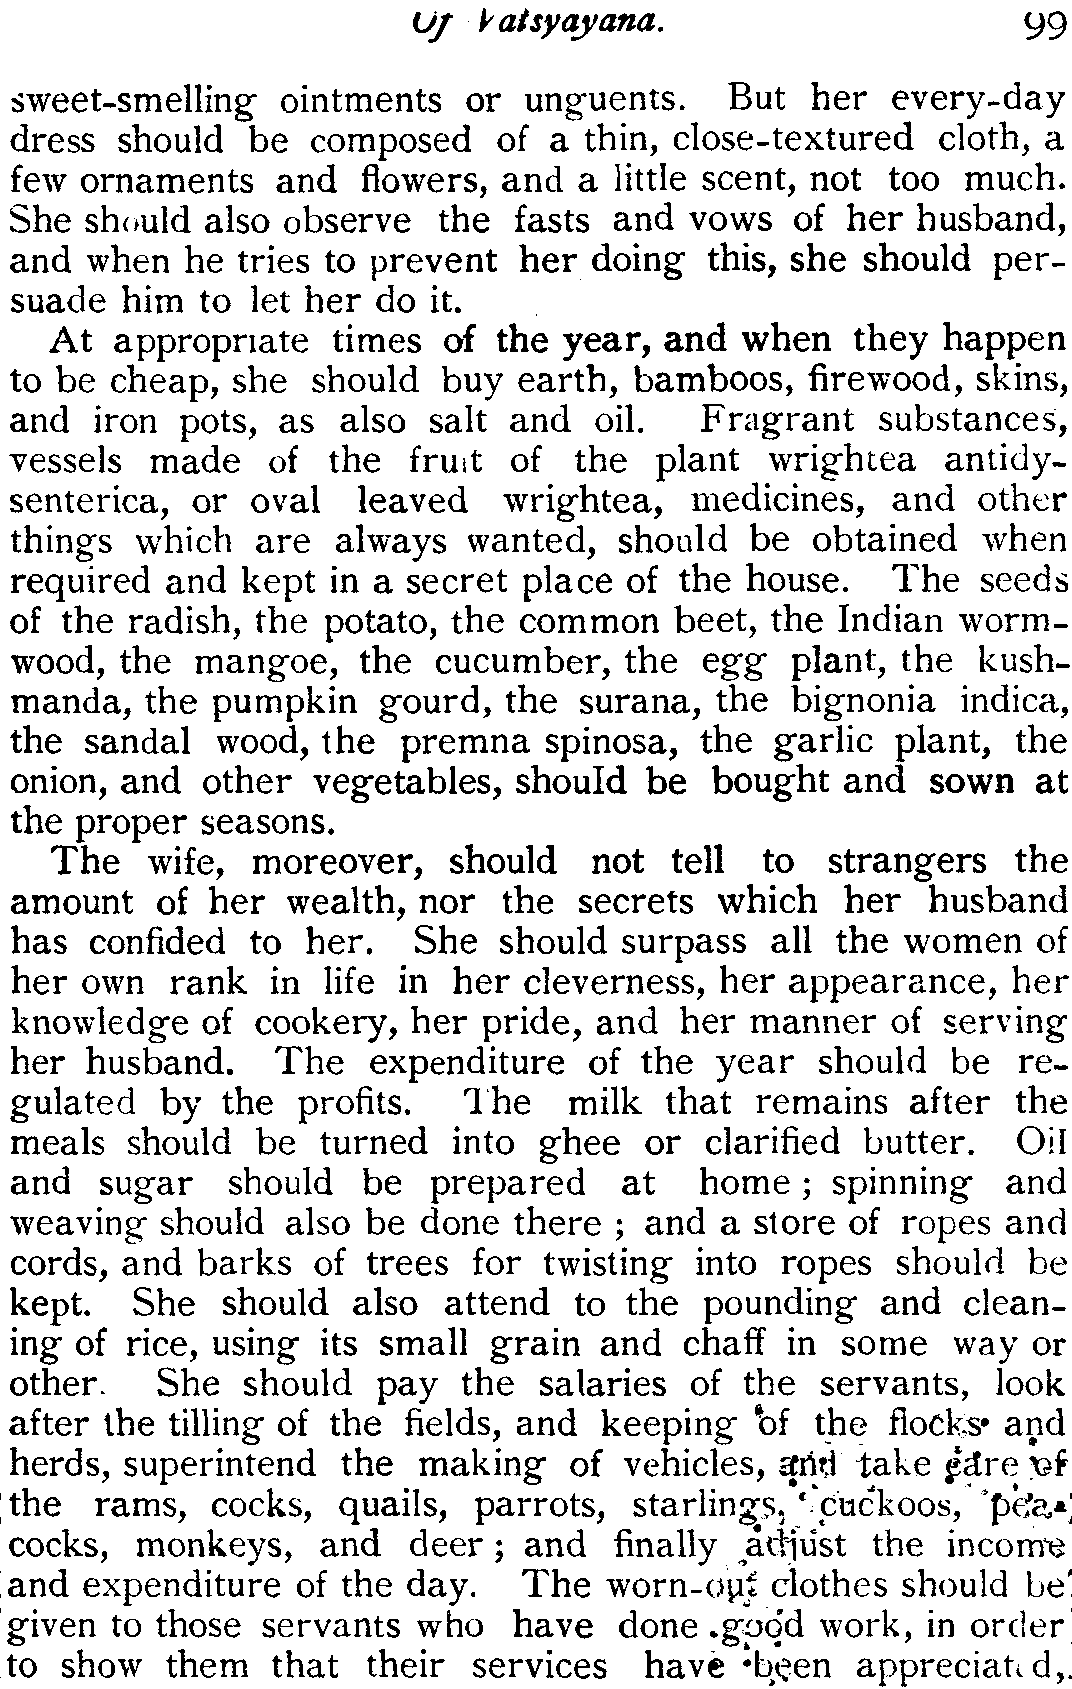 Of Vatsyayana. 99
sweet-smelling ointments or unguents. But her every-day
dress should be composed of a thin, close-textured cloth, a
few ornaments and flowers, and a little scent, not too much.
She should also observe the fasts and vows of her husband,
and when he tries to prevent her doing this, she should per-
suade him to let her do it.
At appropriate times of the year, and when they happen
to be cheap, she should buy earth, bamboos, firewood, skins,
and iron pots, as also salt and oil. Fragrant substances,
vessels made of the fruit of the plant wrightea antidy-
senterica, or oval leaved wrightea, medicines, and other
things which are always wanted, should be obtained when
required and kept in a secret place of the house. The seeds
of the radish, the potato, the common beet, the Indian worm-
wood, the mangoe, the cucumber, the egg plant, the kush-
manda, the pumpkin gourd, the surana, the bignonia indica,
the sandal wood, the premna spinosa, the garlic plant, the
onion, and other vegetables, should be bought and sown at
the proper seasons.
The wife, moreover, should not tell to strangers the
amount of her wealth, nor the secrets which her husband
has confided to her. She should surpass all the women of
her own rank in life in her cleverness, her appearance, her
knowledge of cookery, her pride, and her manner of serving
her husband. The expenditure of the year should be re-
gulated by the profits. The milk that remains after the
meals should be turned into ghee or clarified butter. Oil
and sugar should be prepared at home ; spinning and
weaving should also be done there ; and a store of ropes and
cords, and barks of trees for twisting into ropes should be
kept. She should also attend to the pounding and clean-
ing of rice, using its small grain and chaff in some way or
other. She should pay the salaries of the servants, look
after the tilling of the fields, and keeping of the flocks and
herds, superintend the making of vehicles, and take care of
the rams, cocks, quails, parrots, starlings, cuckoos, pea-
cocks, monkeys, and deer ; and finally adjust the income
and expenditure of the day. The worn-out clothes should be
given to those servants who have done good work, in order
to show them that their services have been appreciated,